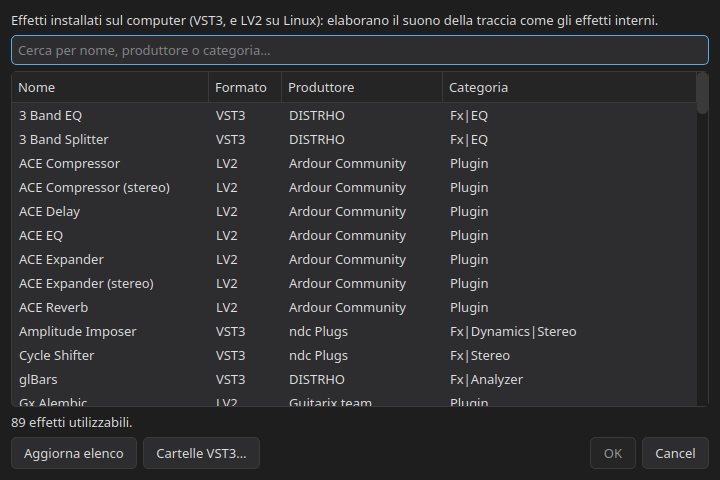 Effetti installati sul computer (VST3, e LV2 su Linux): elaborano il suono della traccia come gli effetti interni.
Cerca per nome, produttore o categoria...
Nome Formato Produttore Categoria
3 Band EQ VST3 DISTRHO Fx|EQ
3 Band Splitter VST3 DISTRHO Fx|EQ
ACE Compressor LV2 Ardour Community Plugin
ACE Compressor (stereo) LV2 Ardour Community Plugin
ACE Delay LV2 Ardour Community Plugin
ACE EQ LV2 Ardour Community Plugin
ACE Expander LV2 Ardour Community Plugin
ACE Expander (stereo) LV2 Ardour Community Plugin
ACE Reverb LV2 Ardour Community Plugin
Amplitude Imposer VST3 ndc Plugs Fx|Dynamics|Stereo
Cycle Shifter VST3 ndc Plugs Fx|Stereo
glBars VST3 DISTRHO Fx|Analyzer
Gx Alembic LV2 Guitarix team Plugin
89 effetti utilizzabili.
Aggiorna elenco Cartelle VST3... OK Cancel